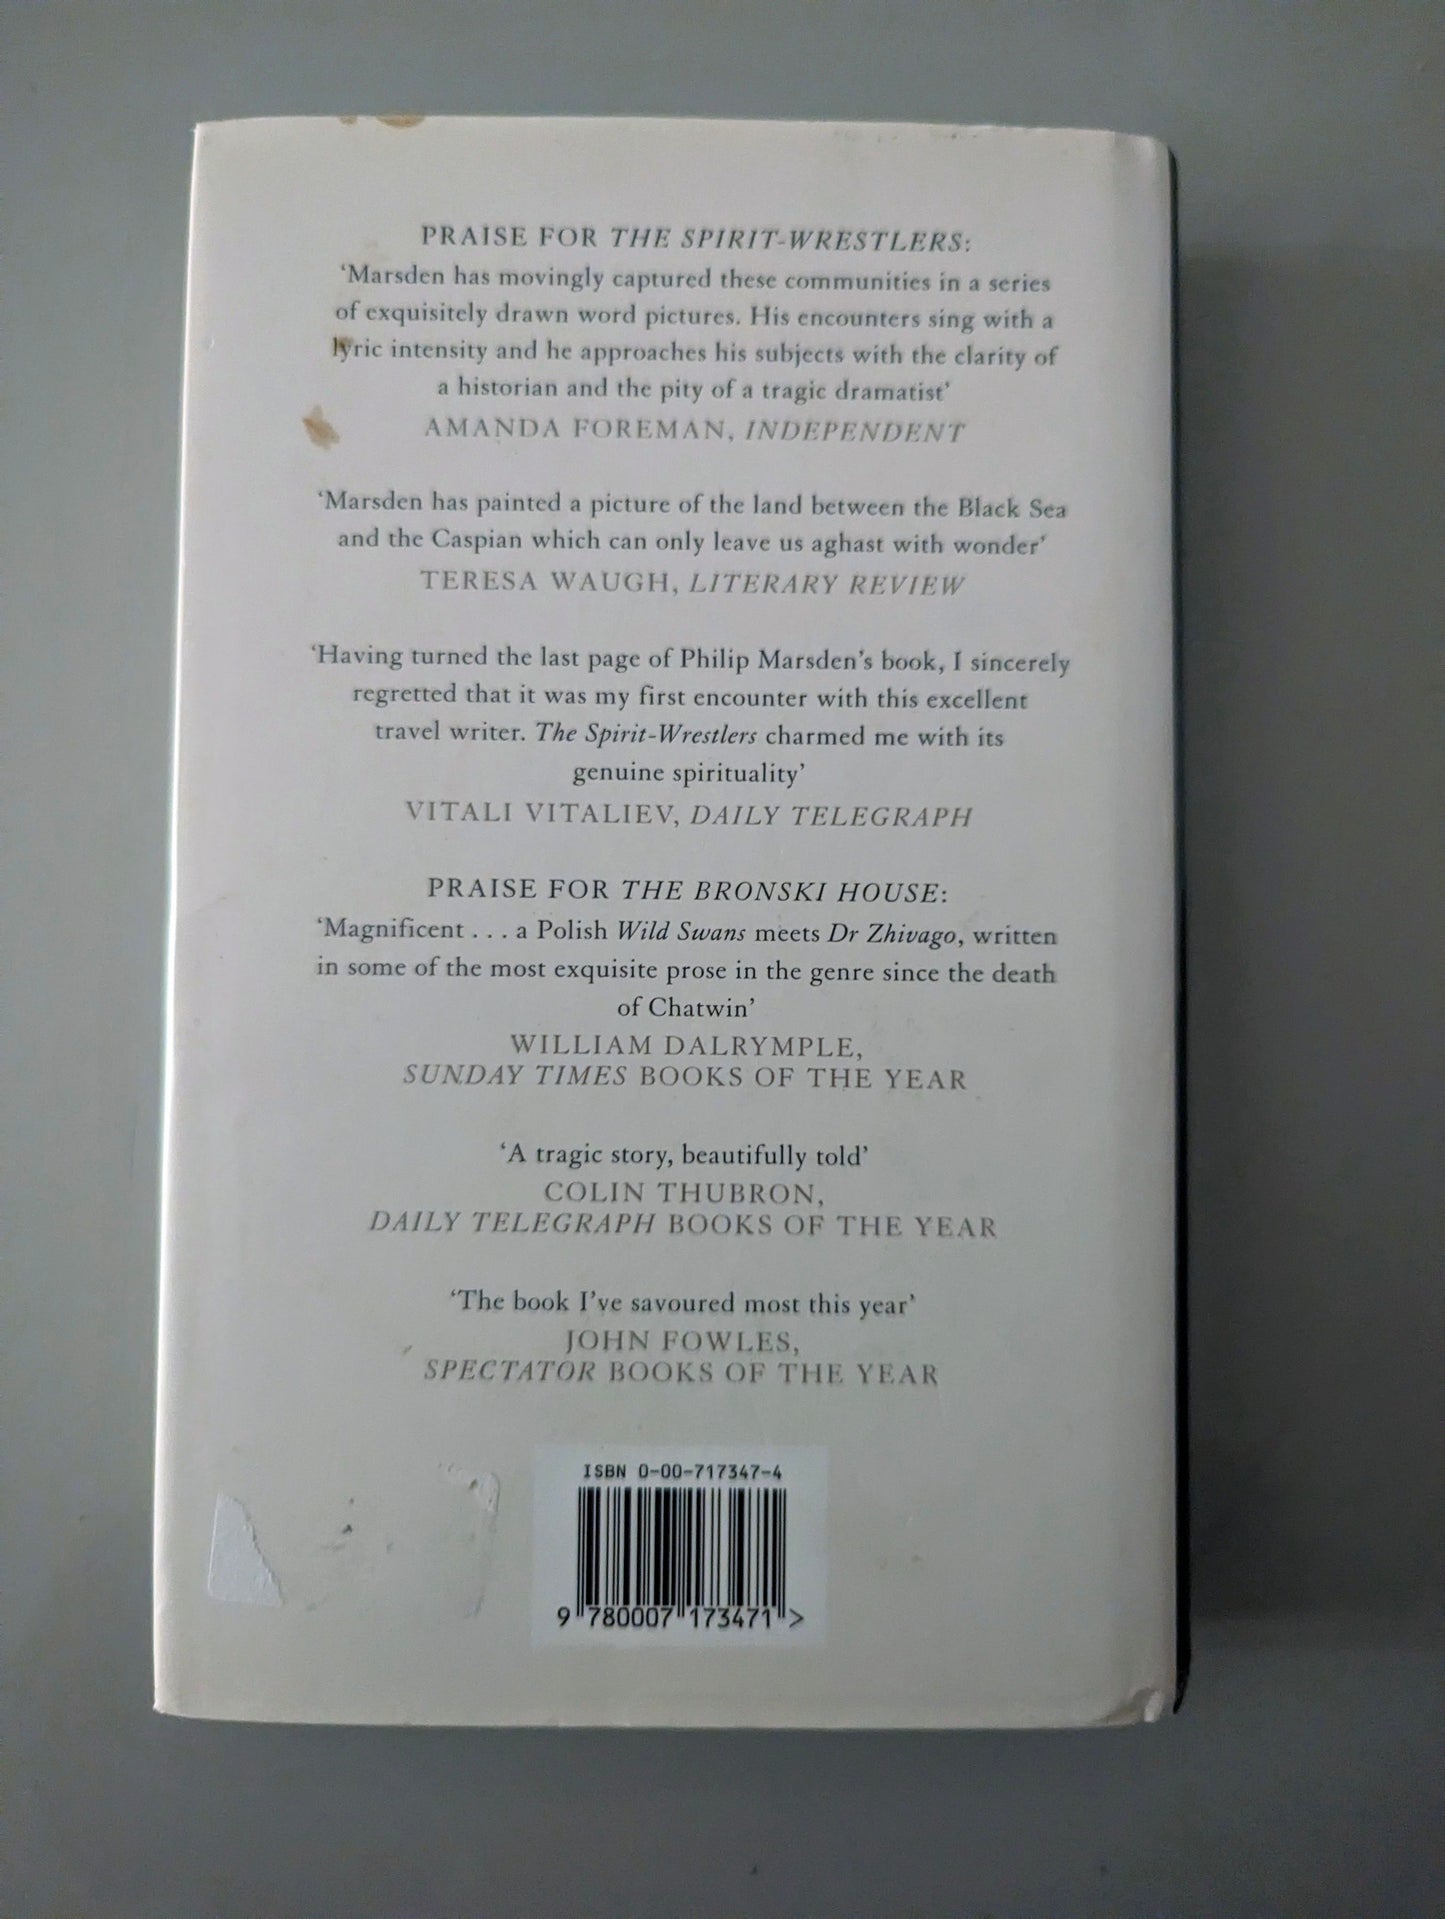 PRAISE FOR THE SPIRIT-WRESTLERS:
‘Marsden has movingly captured these communities in a series
of exquisitely drawn word pictures. His encounters sing with a
lyric intensity and he approaches his subjects with the clarity of
a historian and the pity of a tragic dramatist’
AMANDA FOREMAN, INDEPENDENT
‘Marsden has painted a picture of the land between the Black Sea
and the Caspian which can only leave us aghast with wonder’
TERESA WAUGH, LITERARY REVIEW
‘Having turned the last page of Philip Marsden’s book, I sincerely
regretted that it was my first encounter with this excellent
travel writer. The Spirit-Wrestlers charmed me with its
genuine spirituality’
VITALI VITALIEV, DAILY TELEGRAPH
PRAISE FOR THE BRONSKI HOUSE:
‘Magnificent . . . a Polish Wild Swans meets Dr Zhivago, written
in some of the most exquisite prose in the genre since the death
of Chatwin’
WILLIAM DALRYMPLE,
SUNDAY TIMES BOOKS OF THE YEAR
‘A tragic story, beautifully told’
COLIN THUBRON,
DAILY TELEGRAPH BOOKS OF THE YEAR
‘The book I’ve savoured most this year’
JOHN FOWLES,
SPECTATOR BOOKS OF THE YEAR
ISBN 0-00-717347-4
9 780007 173471 >